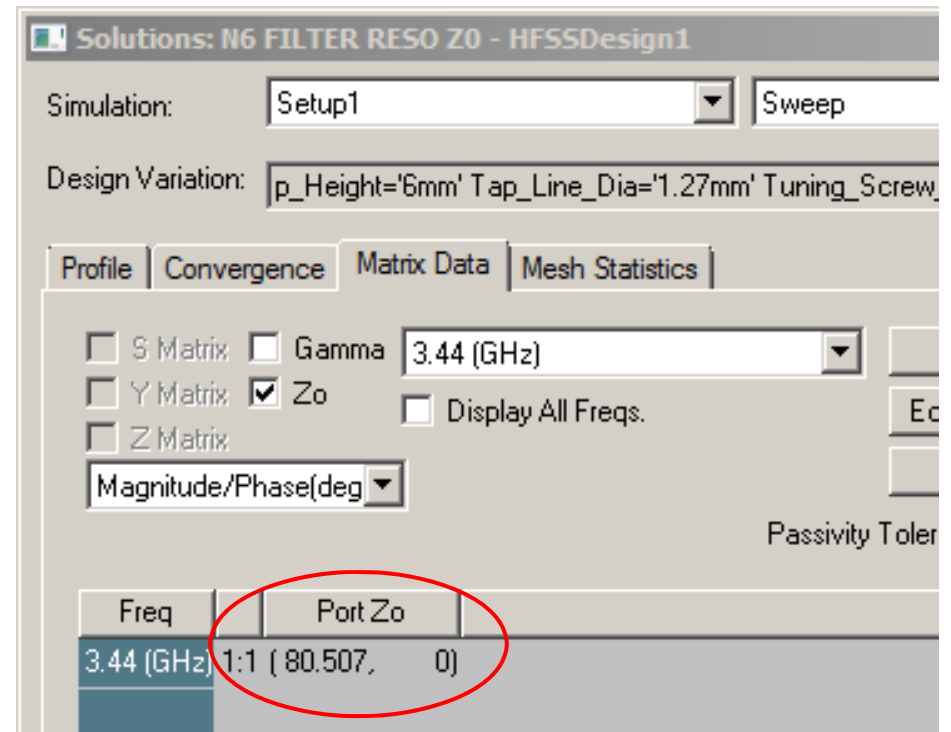 Solutions: N6 FILTER RESO Z0 - HFSSDesign1
Simulation: Setup1 Sweep
Design Variation: p_Height='6mm' Tap_Line_Dia='1.27mm' Tuning_Screw_
Profile Convergence Matrix Data Mesh Statistics
S Matrix Gamma 3.44 (GHz)
Y Matrix Zo Display All Freqs.
Z Matrix
Magnitude/Phase(deg
Passivity Toler
Freq Port Zo
3.44 (GHz) 1:1 ( 80.507, 0)